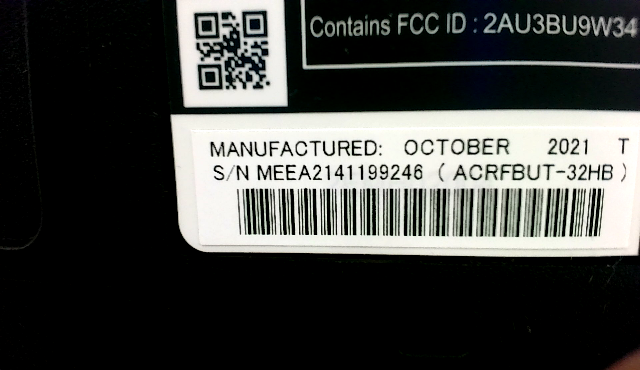 Contains FCC ID : 2AU3BU9W34
MANUFACTURED: OCTOBER 2021 T
S/N MEEA2141199246 ( ACRFBUT-32HB )